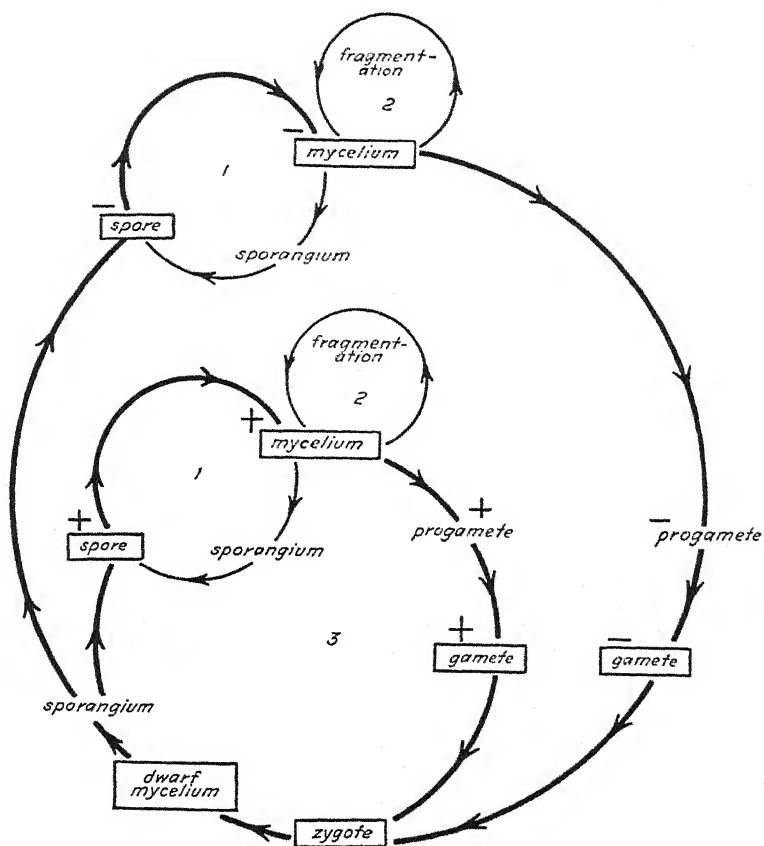 fragment-
ation
2
1
− mycelium
− spore
sporangium
fragment-
ation
2
+ mycelium
1
+
+ spore
sporangium
progamete
− progamete
3
+
−
gamete
gamete
sporangium
dwarf
mycelium
zygote